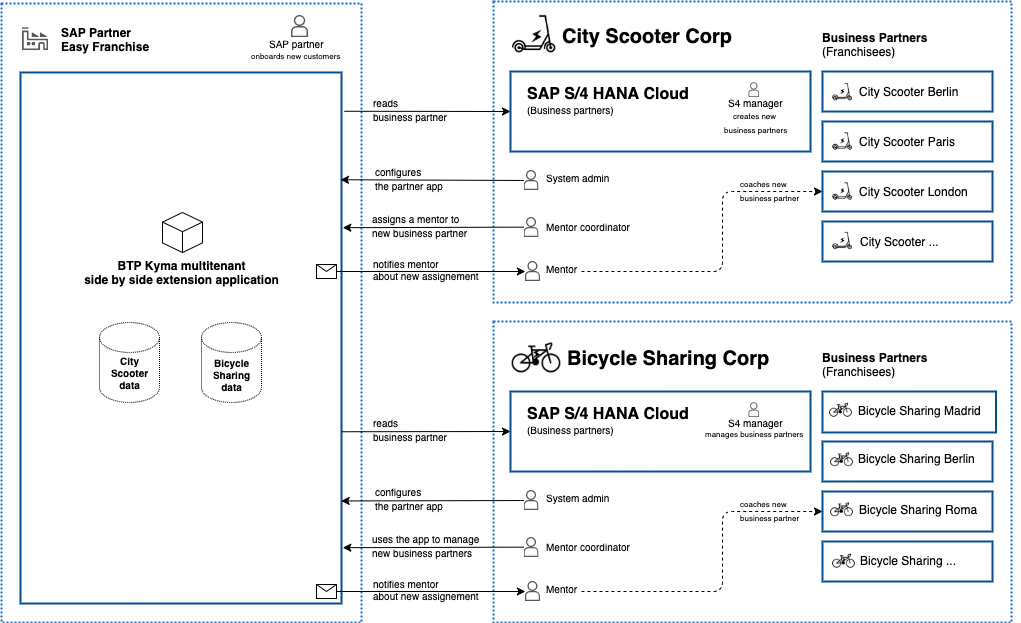 SAP Partner
Easy Franchise
SAP partner
onboards new customers
BTP Kyma multitenant
side by side extension application
City
Scooter
data
Bicycle
Sharing
data
reads
business partner
configures
the partner app
assigns a mentor to
new business partner
notifies mentor
about new assignement
City Scooter Corp
SAP S/4 HANA Cloud
(Business partners)
S4 manager
creates new
business partners
System admin
Mentor coordinator
Mentor
coaches new
business partner
Business Partners
(Franchisees)
City Scooter Berlin
City Scooter Paris
City Scooter London
City Scooter ...
reads
business partner
configures
the partner app
uses the app to manage
new business partners
notifies mentor
about new assignement
Bicycle Sharing Corp
SAP S/4 HANA Cloud
(Business partners)
S4 manager
manages business partners
System admin
Mentor coordinator
Mentor
coaches new
business partner
Business Partners
(Franchisees)
Bicycle Sharing Madrid
Bicycle Sharing Berlin
Bicycle Sharing Roma
Bicycle Sharing ...